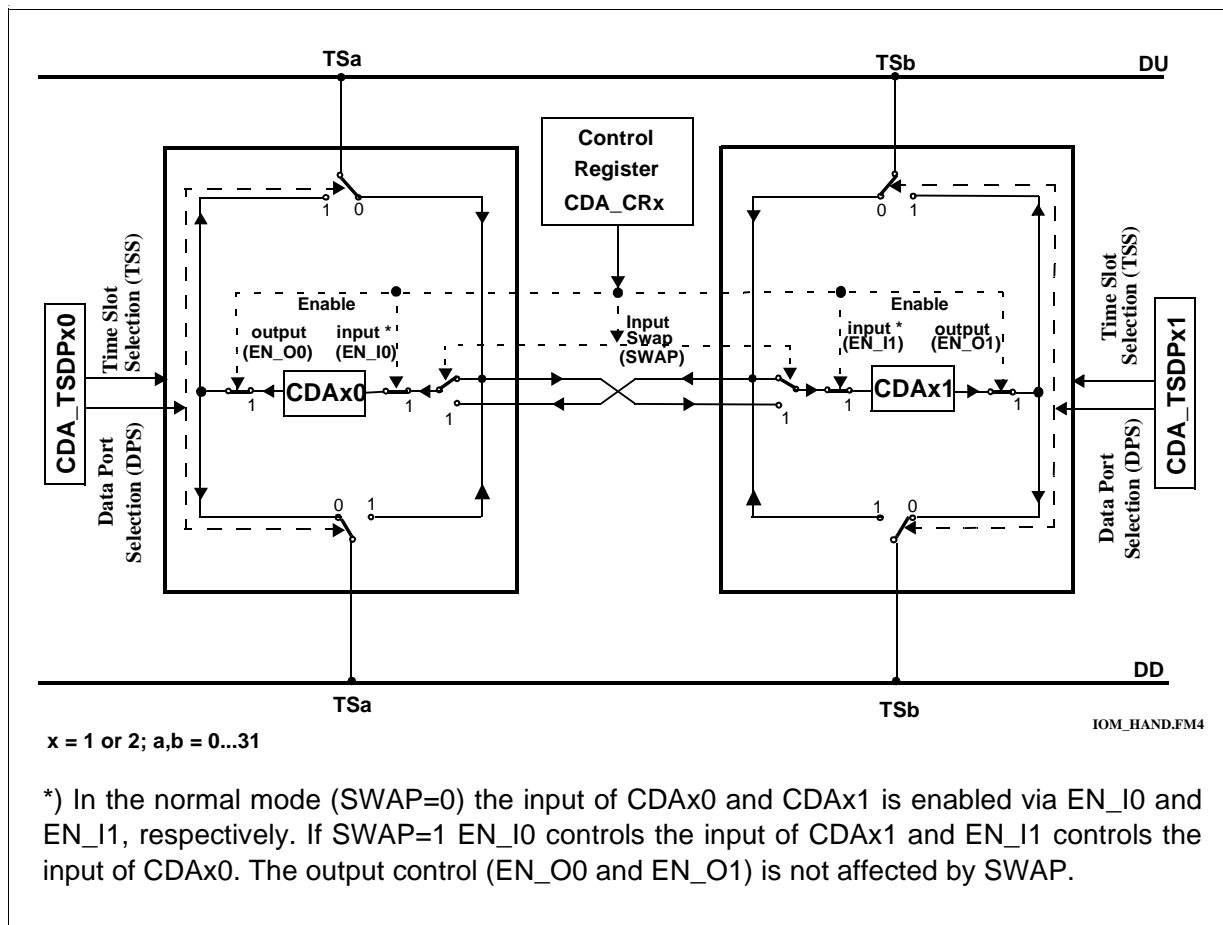 TSa
TSb
DU
Control
Register
CDA_CRx
1
0
0
1
Time Slot
Selection (TSS)
Time Slot
Selection (TSS)
CDA_TSDPx0
CDA_TSDPx1
Enable
Enable
output
(EN_O0)
input *
(EN_I0)
Input
Swap
(SWAP)
input *
(EN_I1)
output
(EN_O1)
1
CDAx0
1
1
1
1
CDAx1
1
Data Port
Selection (DPS)
Data Port
Selection (DPS)
0
1
1
0
DD
TSa
TSb
IOM_HAND.FM4
x = 1 or 2; a,b = 0...31
*) In the normal mode (SWAP=0) the input of CDAx0 and CDAx1 is enabled via EN_I0 and
EN_I1, respectively. If SWAP=1 EN_I0 controls the input of CDAx1 and EN_I1 controls the
input of CDAx0. The output control (EN_O0 and EN_O1) is not affected by SWAP.